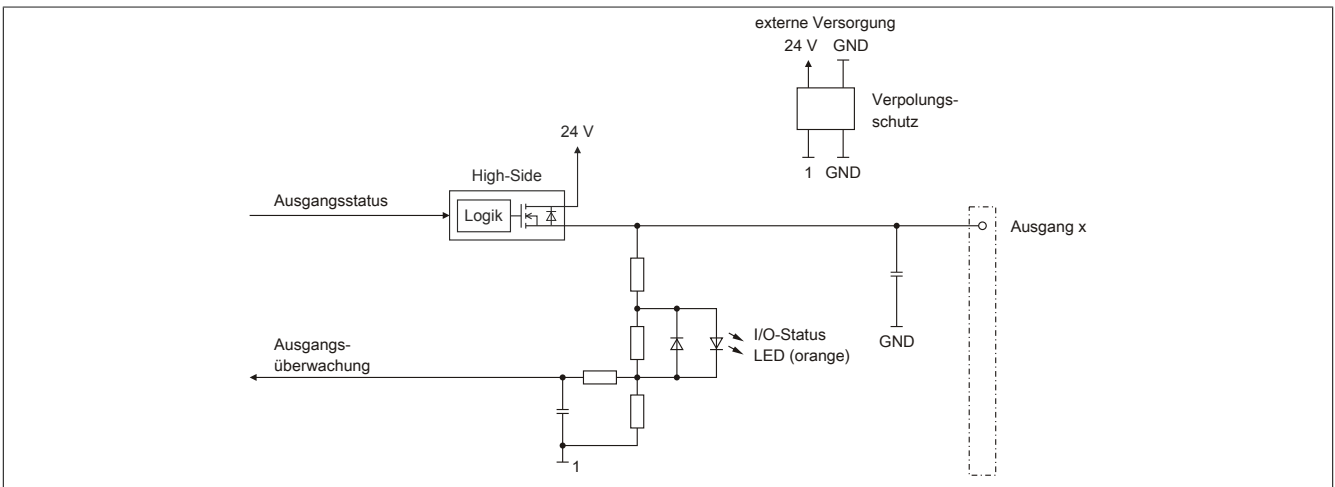 externe Versorgung
24 V GND
Verpolungs-
schutz
1 GND
24 V
High-Side
Ausgangsstatus
Logik
Ausgang x
I/O-Status
LED (orange)
GND
Ausgangs-
überwachung
1